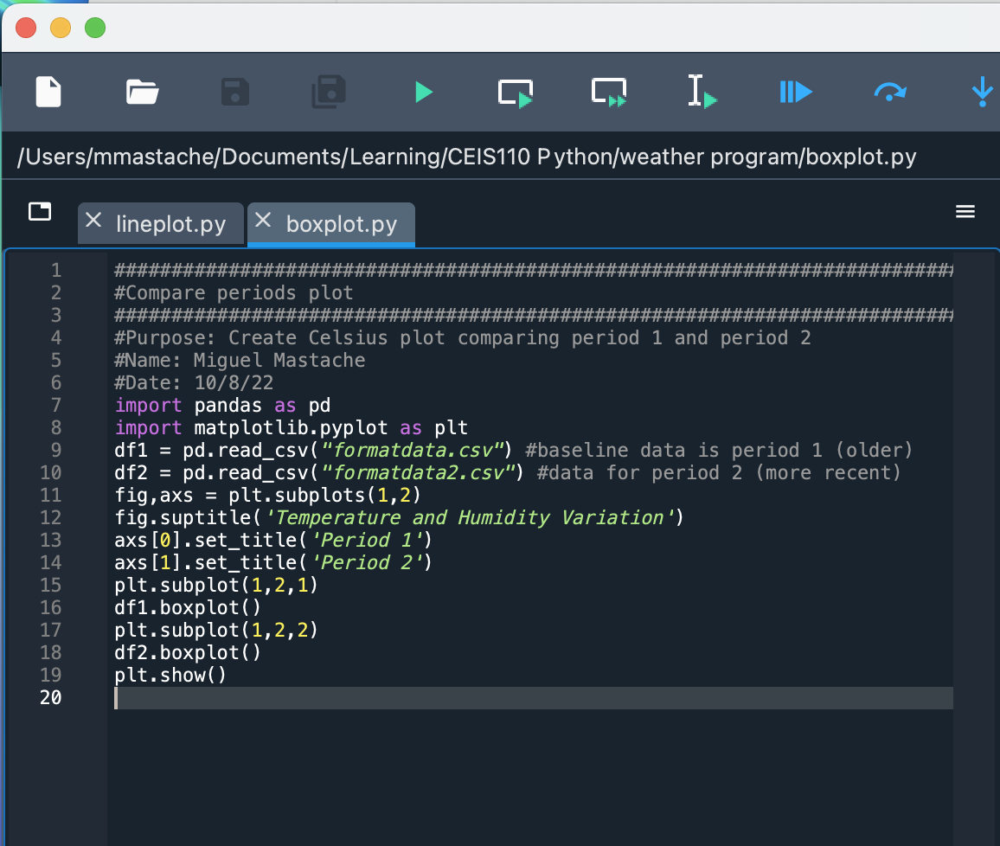 /Users/mmastache/Documents/Learning/CEIS110 Python/weather program/boxplot.py
lineplot.py
boxplot.py
1 ##########################################################################
2 #Compare periods plot
3 ##########################################################################
4 #Purpose: Create Celsius plot comparing period 1 and period 2
5 #Name: Miguel Mastache
6 #Date: 10/8/22
7 import pandas as pd
8 import matplotlib.pyplot as plt
9 df1 = pd.read_csv("formatdata.csv") #baseline data is period 1 (older)
10 df2 = pd.read_csv("formatdata2.csv") #data for period 2 (more recent)
11 fig,axs = plt.subplots(1,2)
12 fig.suptitle('Temperature and Humidity Variation')
13 axs[0].set_title('Period 1')
14 axs[1].set_title('Period 2')
15 plt.subplot(1,2,1)
16 df1.boxplot()
17 plt.subplot(1,2,2)
18 df2.boxplot()
19 plt.show()
20